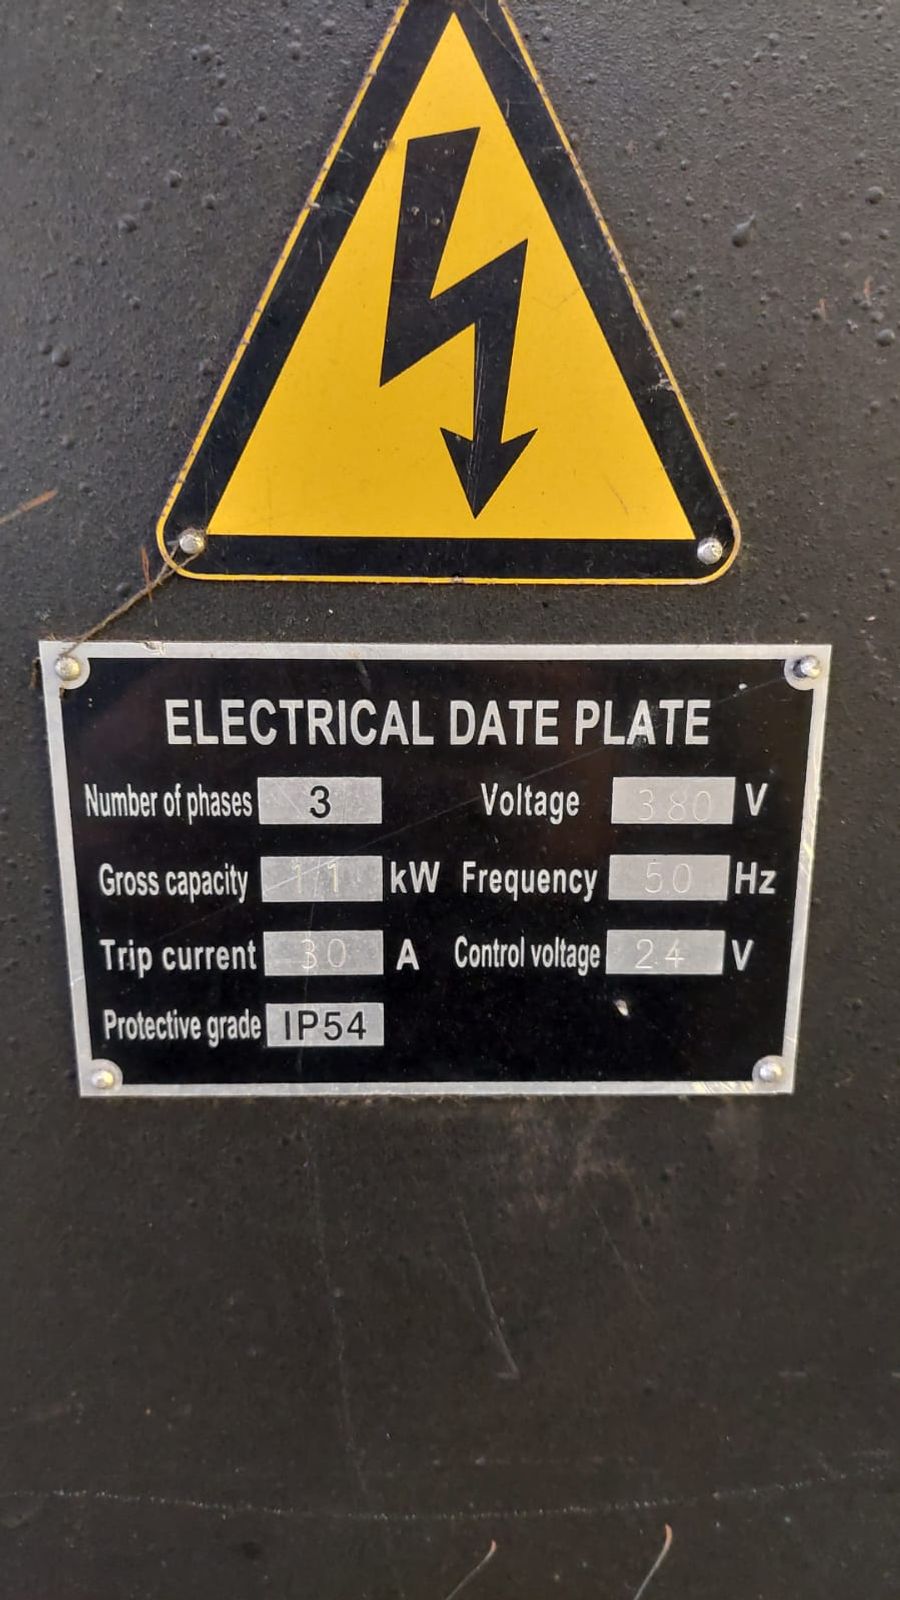 ELECTRICAL DATE PLATE
Number of phases 3 Voltage 380 V
Gross capacity 11 kW Frequency 50 Hz
Trip current 30 A Control voltage 24 V
Protective grade IP54